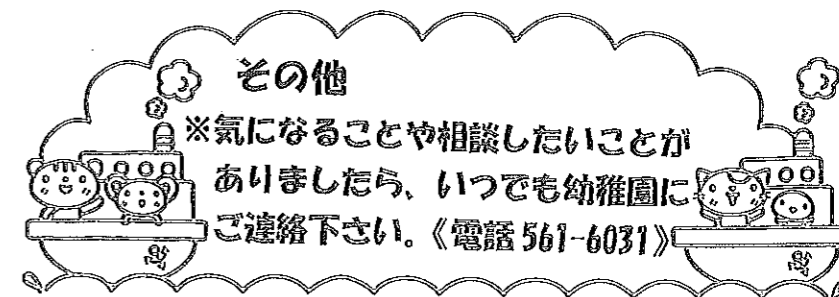 その他
※気になることや相談したいことが
ありましたら、いつでも幼稚園に
ご連絡下さい。《電話 561-6031》